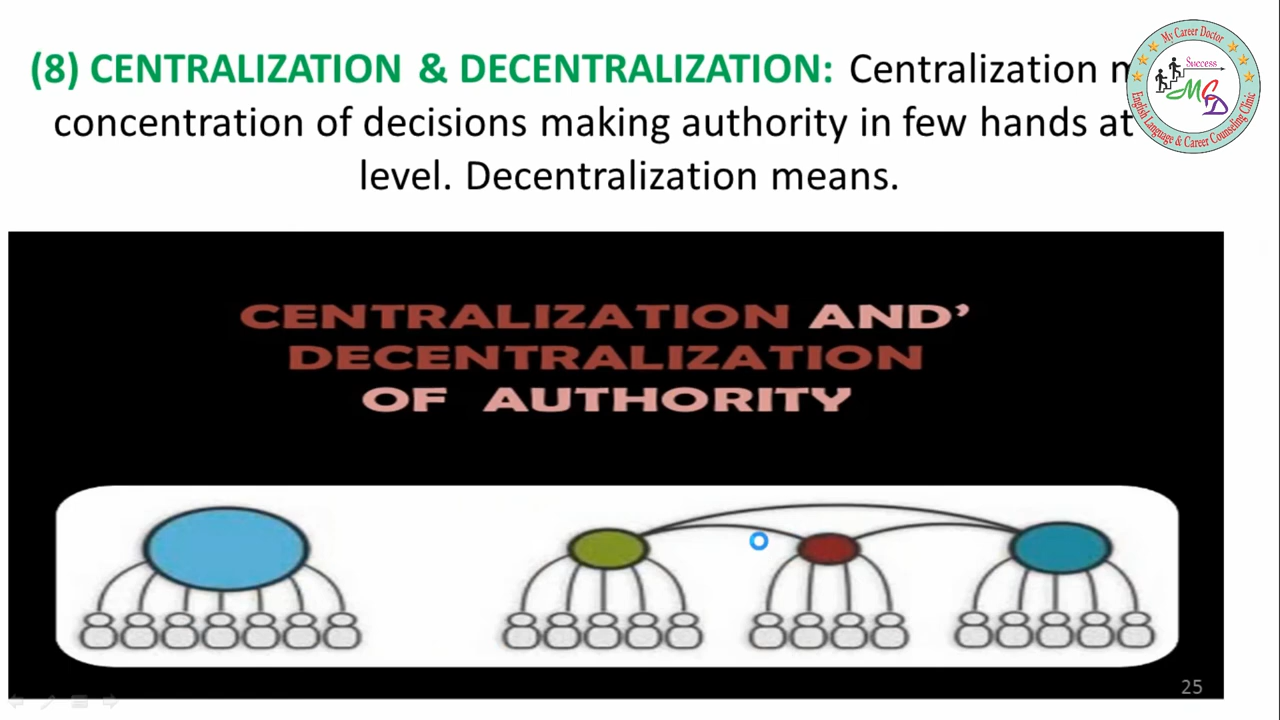 (8) CENTRALIZATION & DECENTRALIZATION: Centralization
concentration of decisions making authority in few hands at
level. Decentralization means.
My Career Doctor
Success
MCD
English Language & Career Counseling Clinic
CENTRALIZATION AND’
DECENTRALIZATION
OF AUTHORITY
25